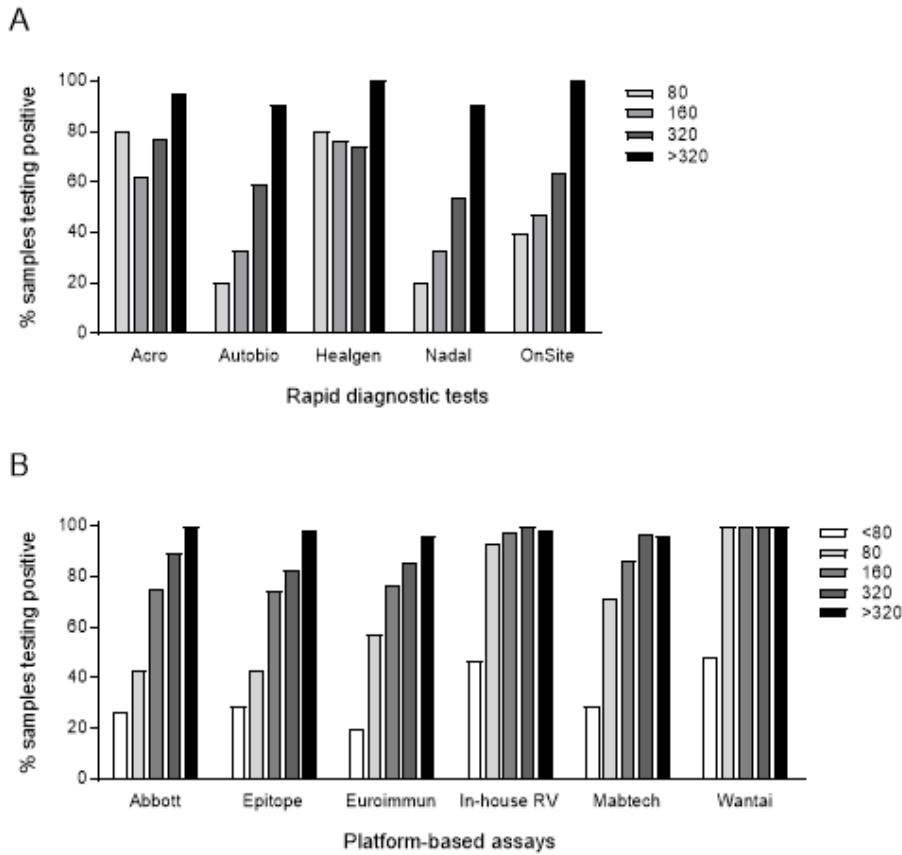 A
% samples testing positive
100
80
60
40
20
0
80
160
320
>320
Acro Autobio Healgen Nadal OnSite
Rapid diagnostic tests
B
% samples testing positive
100
80
60
40
20
0
<80
80
160
320
>320
Abbott Epitope Euroimmun In-house RV Mabtech Wantai
Platform-based assays